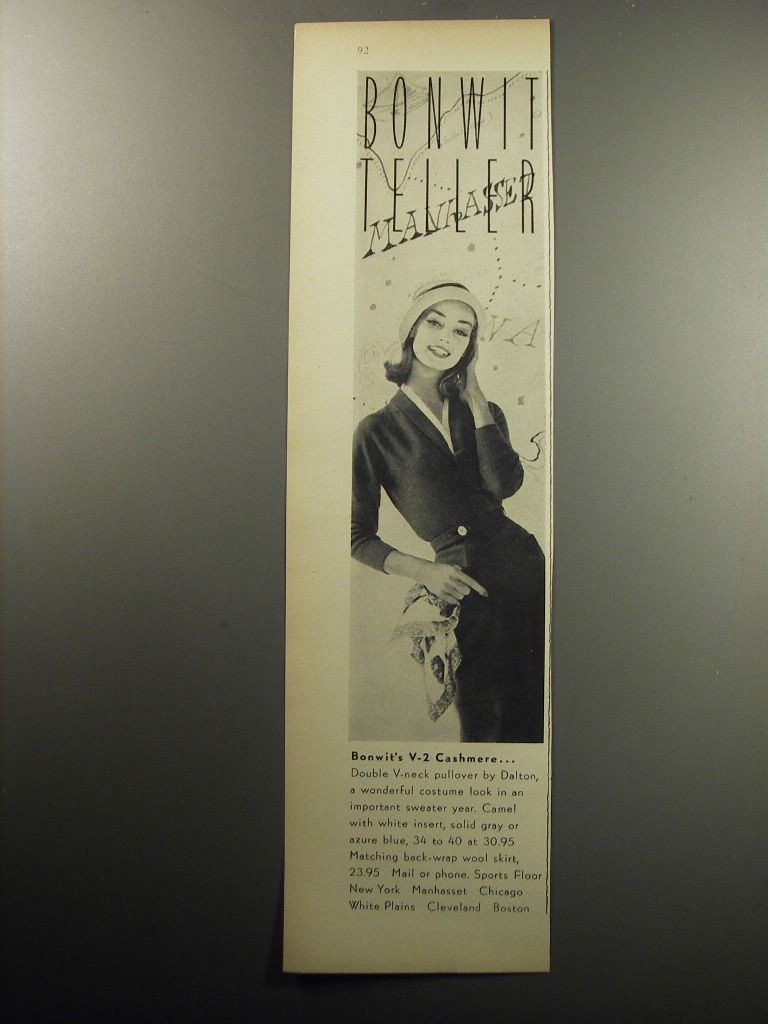 92
BONWIT
TELLER
MANHASSET
VA
Bonwit's V-2 Cashmere...
Double V-neck pullover by Dalton,
a wonderful costume look in an
important sweater year. Camel
with white insert, solid gray or
azure blue, 34 to 40 at 30.95
Matching back-wrap wool skirt,
23.95 Mail or phone. Sports Floor
New York Manhasset Chicago
White Plains Cleveland Boston